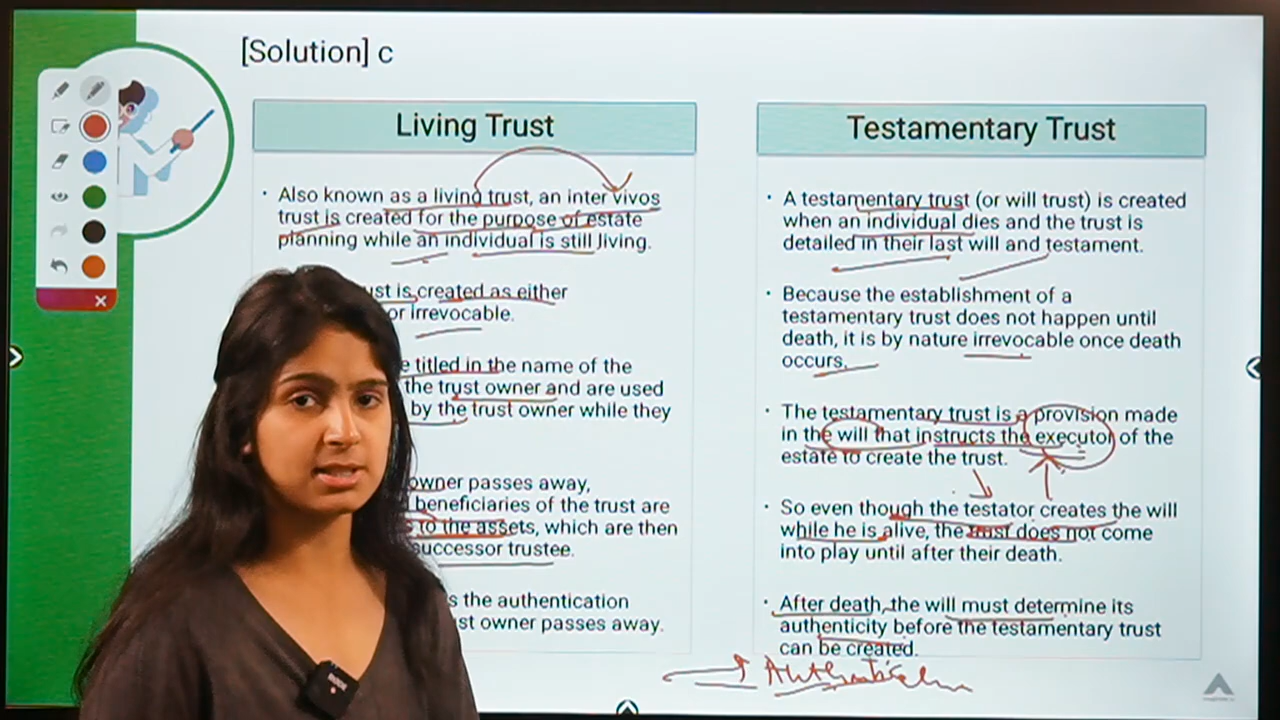 [Solution] c
Living Trust
• Also known as a living trust, an inter vivos
trust is created for the purpose of estate
planning while an individual is still living.
is created as either
or irrevocable.
titled in the name of the
the trust owner and are used
by the trust owner while they
owner passes away,
beneficiaries of the trust are
to the assets, which are then
successor trustee.
the authentication
owner passes away.
Testamentary Trust
• A testamentary trust (or will trust) is created
when an individual dies and the trust is
detailed in their last will and testament.
• Because the establishment of a
testamentary trust does not happen until
death, it is by nature irrevocable once death
occurs.
• The testamentary trust is a provision made
in the will that instructs the executor of the
estate to create the trust.
• So even though the testator creates the will
while he is alive, the trust does not come
into play until after their death.
• After death, the will must determine its
authenticity before the testamentary trust
can be created.